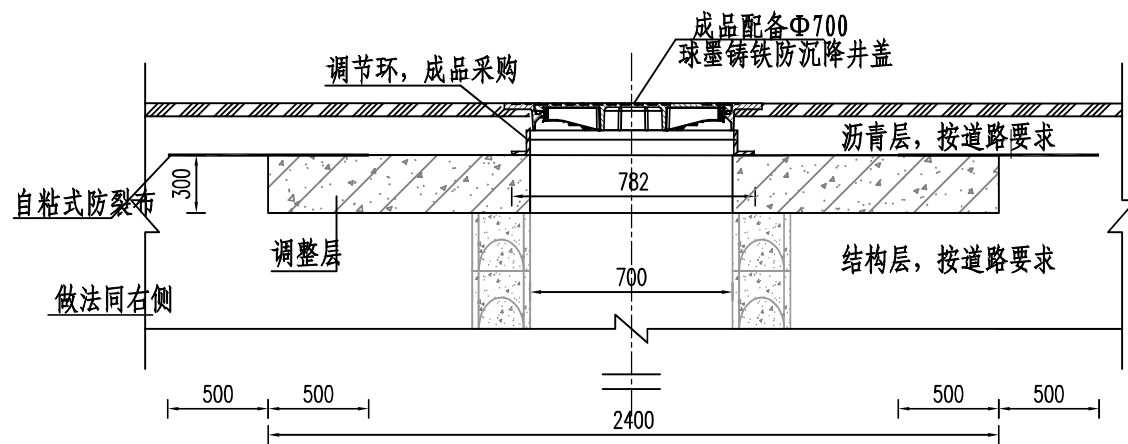 成品配备Φ700
球墨铸铁防沉降井盖
调节环，成品采购
沥青层，按道路要求
300
782
自粘式防裂布
调整层
结构层，按道路要求
700
做法同右侧
500
500
500
500
2400